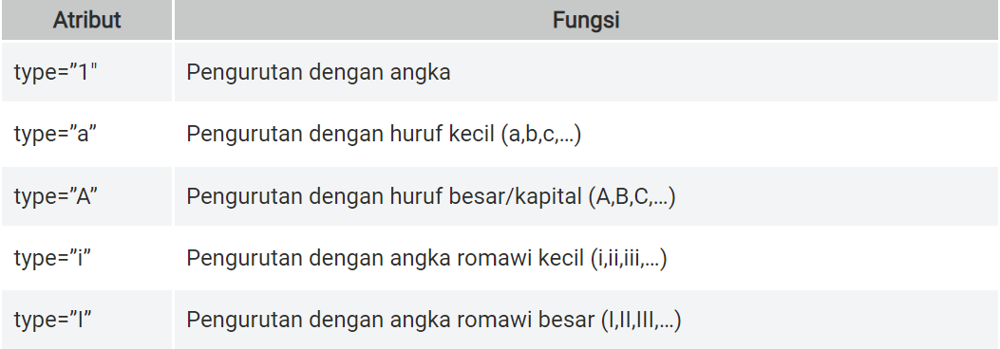 Atribut Fungsi
type=”1" Pengurutan dengan angka
type=”a” Pengurutan dengan huruf kecil (a,b,c,…)
type=”A” Pengurutan dengan huruf besar/kapital (A,B,C,…)
type=”i” Pengurutan dengan angka romawi kecil (i,ii,iii,…)
type=”I” Pengurutan dengan angka romawi besar (I,II,III,…)